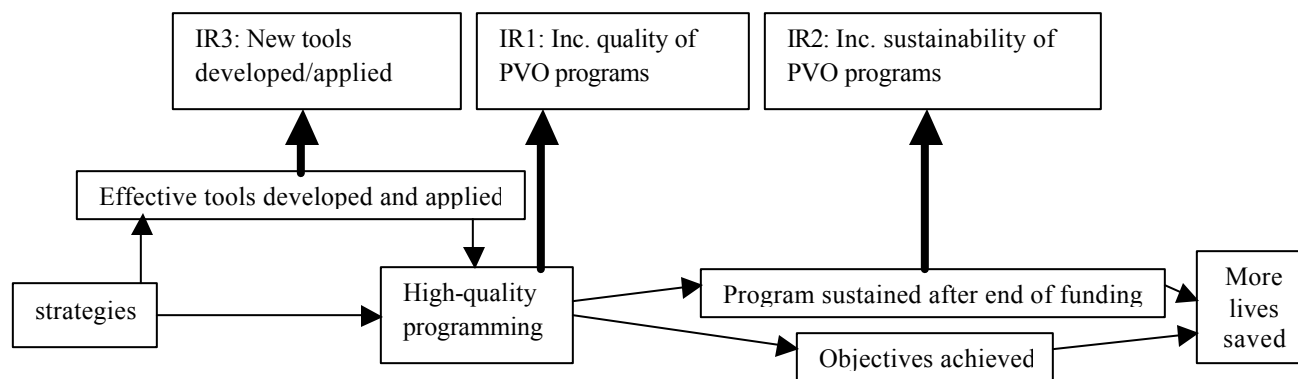 IR3: New tools
developed/applied
IR1: Inc. quality of
PVO programs
IR2: Inc. sustainability of
PVO programs
Effective tools developed and applied
strategies
High-quality
programming
Program sustained after end of funding
Objectives achieved
More
lives
saved